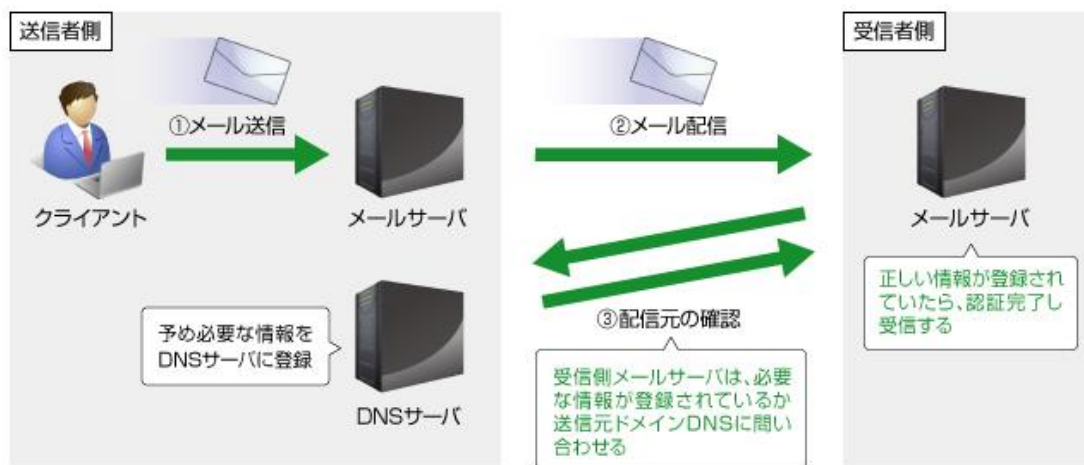 送信者側
受信者側
①メール送信
②メール配信
クライアント
メールサーバ
メールサーバ
正しい情報が登録され
ていたら、認証完了し
受信する
予め必要な情報を
DNSサーバに登録
③配信元の確認
DNSサーバ
受信側メールサーバは、必要
な情報が登録されているか
送信元ドメインDNSに問い
合わせる